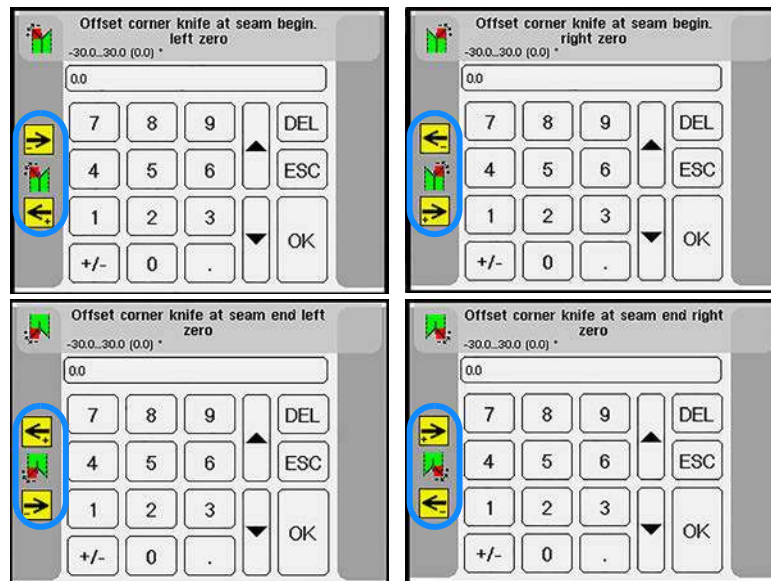 Offset corner knife at seam begin.
left zero
-30.0...30.0 (0.0) *
0.0
7 8 9 DEL
4 5 6 ESC
1 2 3
OK
+/- 0 .
Offset corner knife at seam begin.
right zero
-30.0...30.0 (0.0) *
0.0
7 8 9 DEL
4 5 6 ESC
1 2 3
OK
+/- 0 .
Offset corner knife at seam end left
zero
-30.0...30.0 (0.0) *
0.0
7 8 9 DEL
4 5 6 ESC
1 2 3
OK
+/- 0 .
Offset corner knife at seam end right
zero
-30.0...30.0 (0.0) *
0.0
7 8 9 DEL
4 5 6 ESC
1 2 3
OK
+/- 0 .